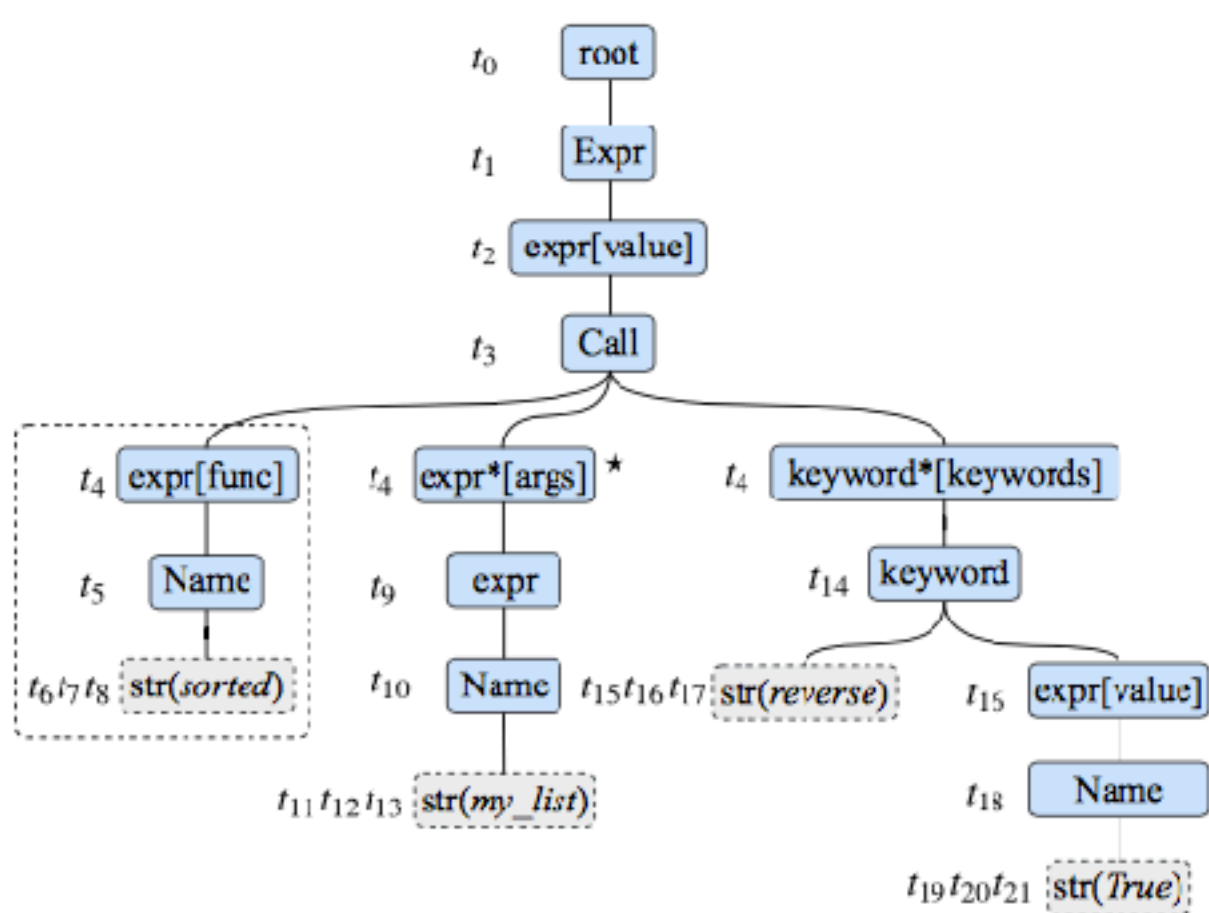 t0 root
t1 Expr
t2 expr[value]
t3 Call
t4 expr[func] t4 expr*[args] ★ t4 keyword*[keywords]
t5 Name t9 expr t14 keyword
t6 t7 t8 str(sorted) t10 Name t15 t16 t17 str(reverse) t15 expr[value]
t11 t12 t13 str(my_list) t18 Name
t19 t20 t21 str(True)